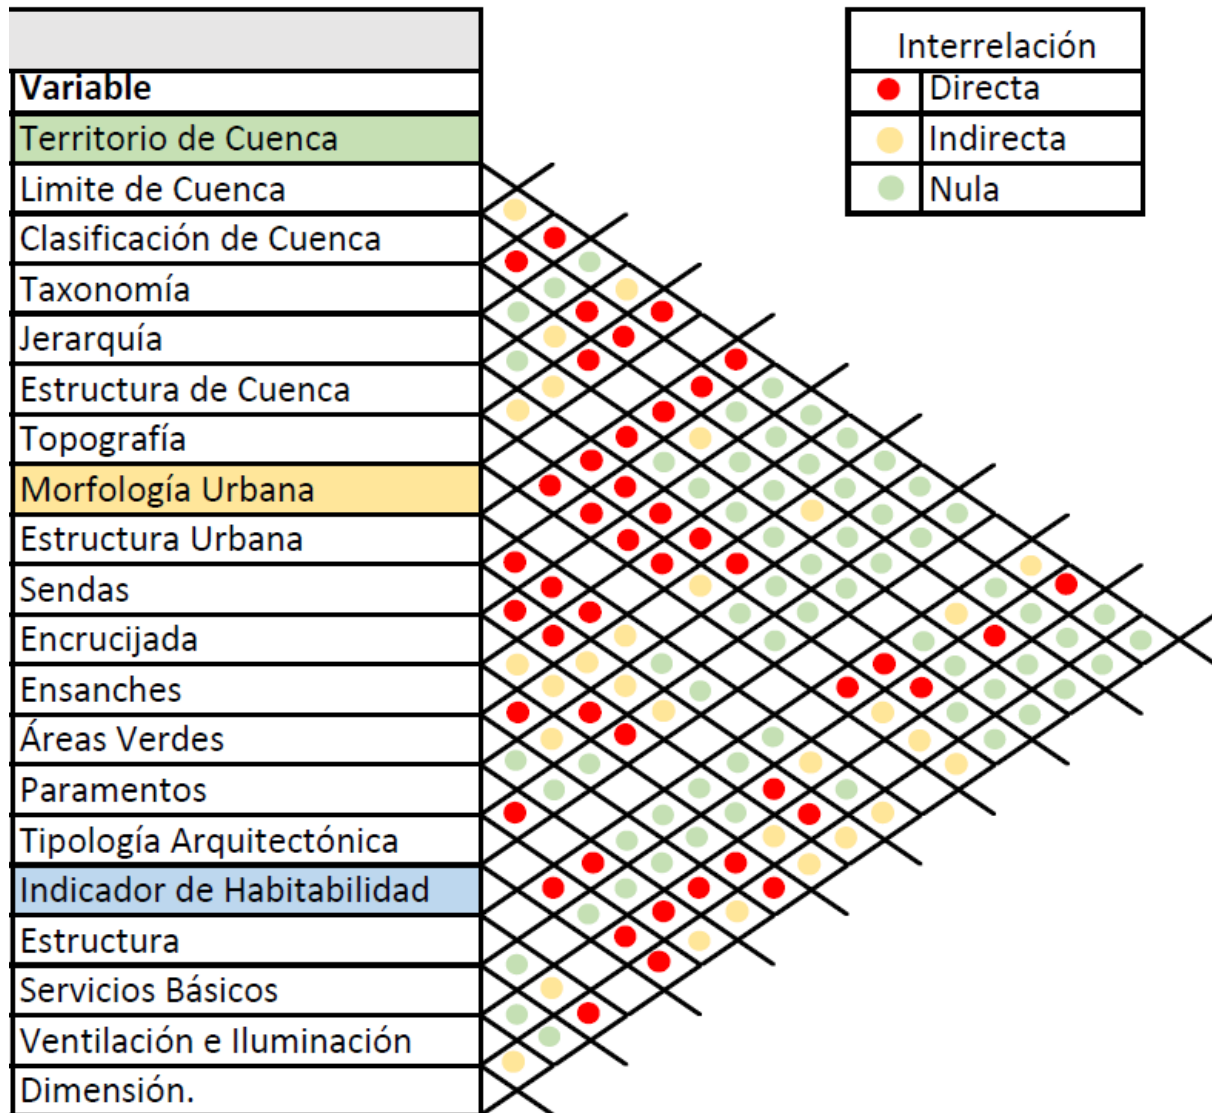 Interrelación
Variable
Directa
Territorio de Cuenca
Indirecta
Limite de Cuenca
Nula
Clasificación de Cuenca
Taxonomía
Jerarquía
Estructura de Cuenca
Topografía
Morfología Urbana
Estructura Urbana
Sendas
Encrucijada
Ensanches
Áreas Verdes
Paramentos
Tipología Arquitectónica
Indicador de Habitabilidad
Estructura
Servicios Básicos
Ventilación e Iluminación
Dimensión.